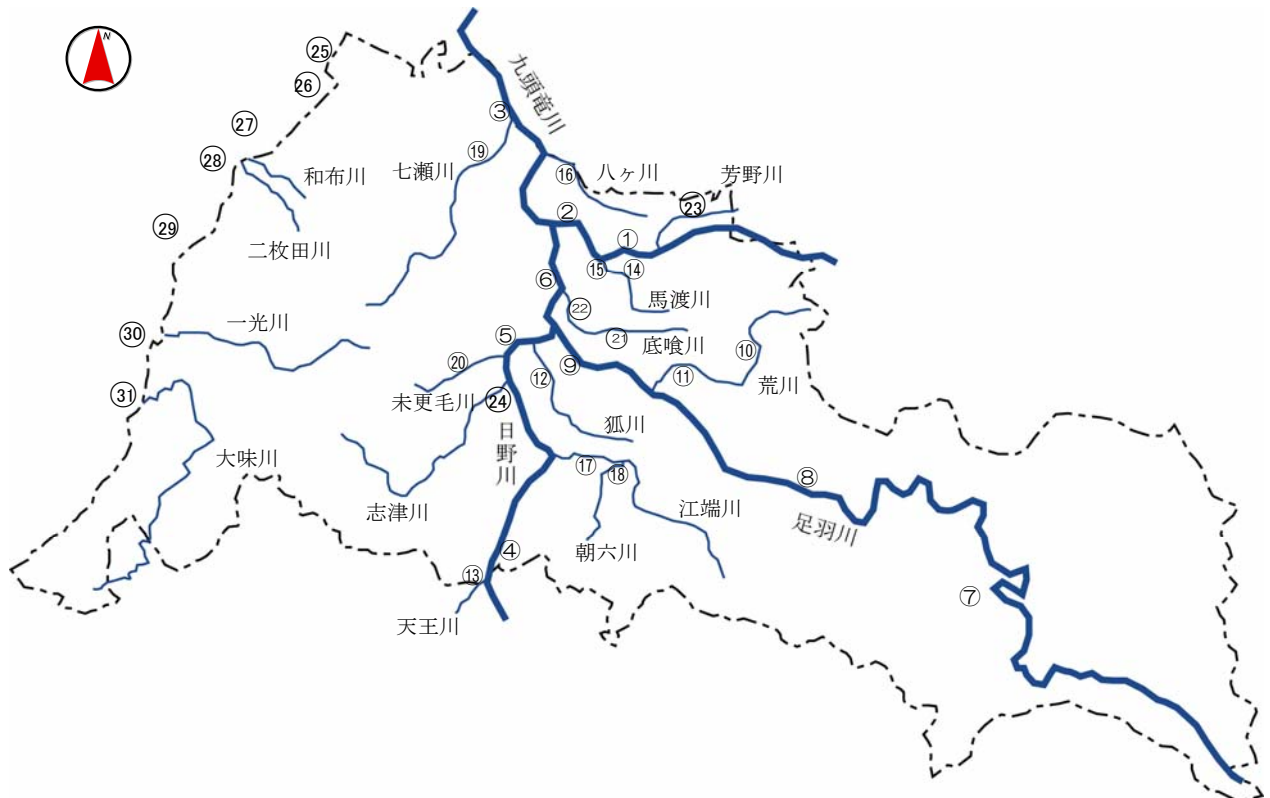 N
㉕
㉖
㉗
㉘
㉙
㉚
㉛
③
九頭竜川
⑲
七瀬川
⑯
八ヶ川
芳野川
㉓
和布川
二枚田川
②
①
⑮
⑭
馬渡川
⑥
㉒
㉑
底喰川
一光川
⑤
⑨
⑩
⑳
⑫
⑪
荒川
未更毛川
㉔
狐川
日野川
大味川
⑰
⑱
⑧
志津川
江端川
足羽川
朝六川
④
⑬
天王川
⑦